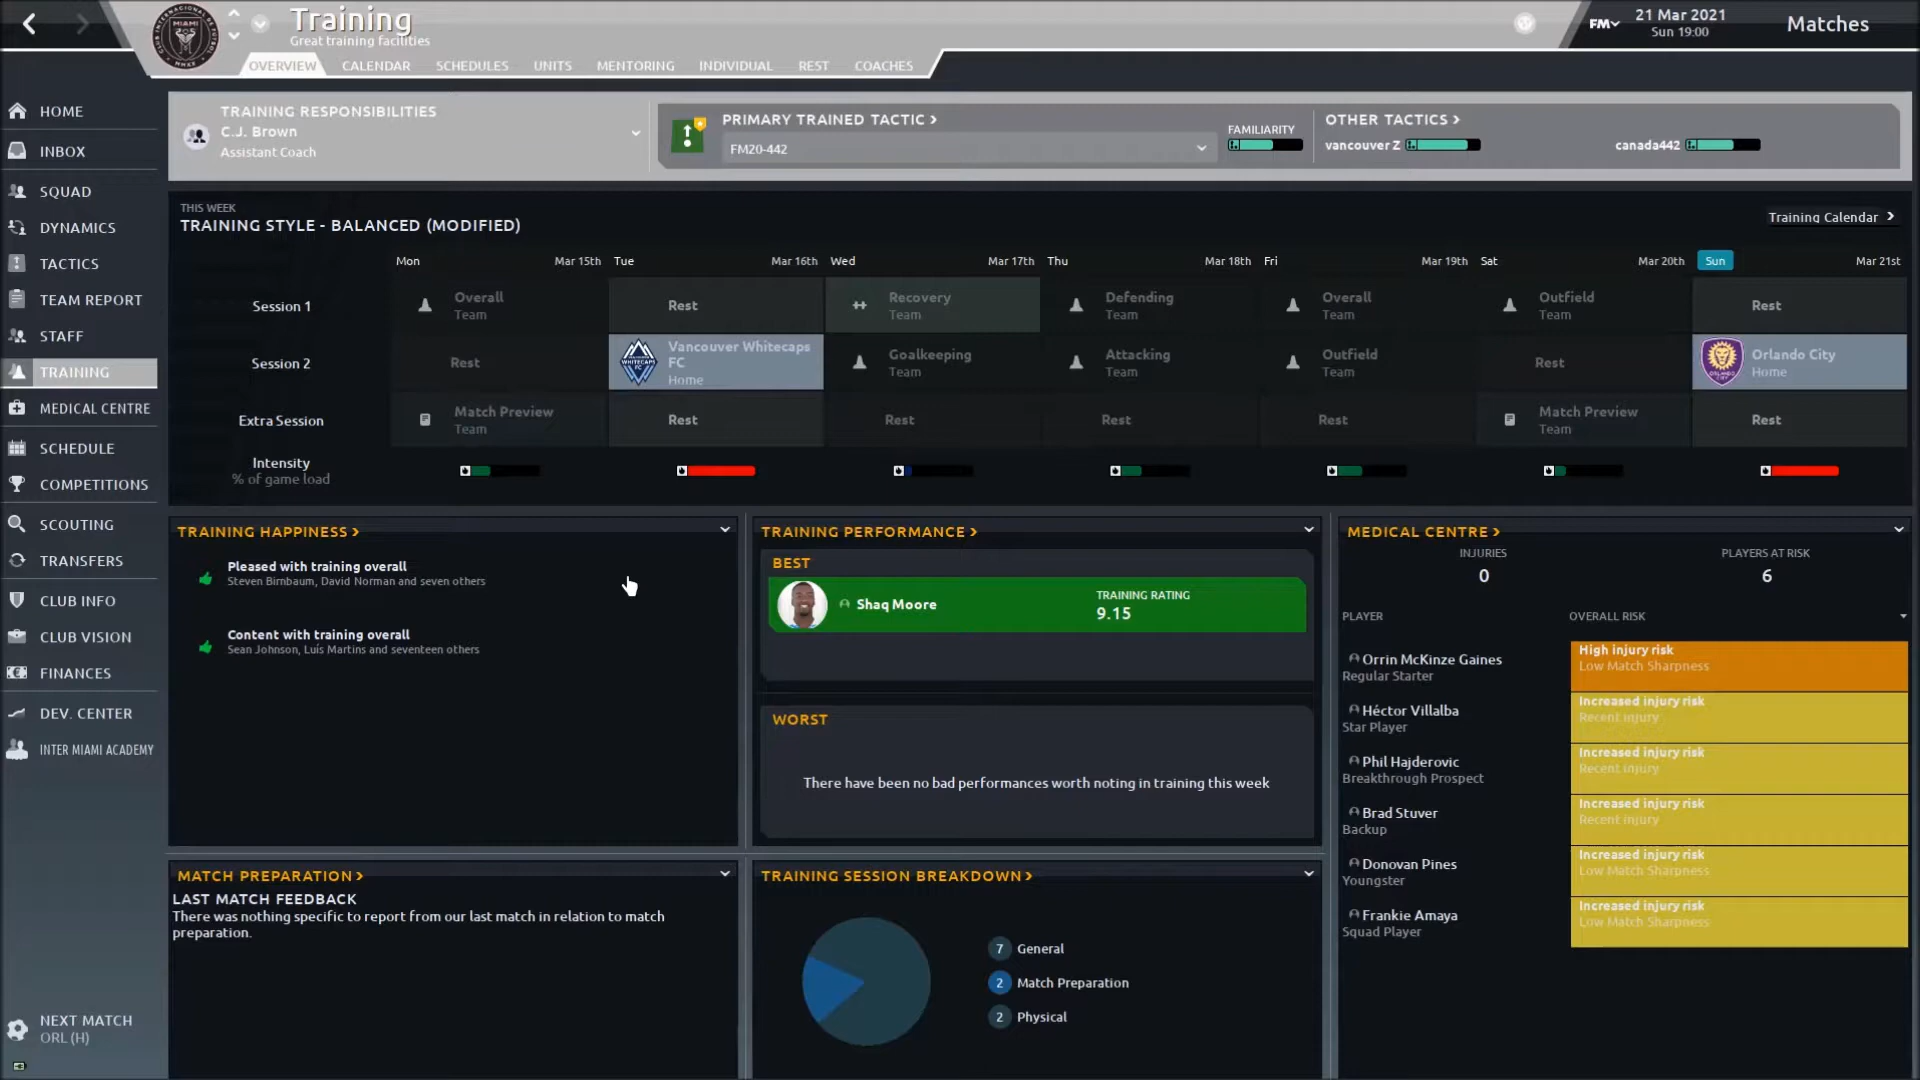 Training
Great training facilities
FM
21 Mar 2021
Sun 19:00
Matches
OVERVIEW
CALENDAR
SCHEDULES
UNITS
MENTORING
INDIVIDUAL
REST
COACHES
HOME
INBOX
SQUAD
DYNAMICS
TACTICS
TEAM REPORT
STAFF
TRAINING
MEDICAL CENTRE
SCHEDULE
COMPETITIONS
SCOUTING
TRANSFERS
CLUB INFO
CLUB VISION
FINANCES
DEV. CENTER
INTER MIAMI ACADEMY
NEXT MATCH
ORL (H)
TRAINING RESPONSIBILITIES
C.J. Brown
Assistant Coach
PRIMARY TRAINED TACTIC >
FM20-442
FAMILIARITY
OTHER TACTICS >
vancouver Z
canada442
THIS WEEK
TRAINING STYLE - BALANCED (MODIFIED)
Training Calendar >
Mon Mar 15th Tue Mar 16th Wed Mar 17th Thu Mar 18th Fri Mar 19th Sat Mar 20th Sun Mar 21st
Session 1
Overall
Team
Rest
Recovery
Team
Defending
Team
Overall
Team
Outfield
Team
Rest
Session 2
Rest
Vancouver Whitecaps
FC
Home
Goalkeeping
Team
Attacking
Team
Outfield
Team
Rest
Orlando City
Home
Extra Session
Match Preview
Team
Rest
Rest
Rest
Rest
Match Preview
Team
Rest
Intensity
% of game load
TRAINING HAPPINESS >
Pleased with training overall
Steven Birnbaum, David Norman and seven others
Content with training overall
Sean Johnson, Luís Martins and seventeen others
TRAINING PERFORMANCE >
BEST
Shaq Moore
TRAINING RATING
9.15
WORST
There have been no bad performances worth noting in training this week
MEDICAL CENTRE >
INJURIES
0
PLAYERS AT RISK
6
PLAYER
OVERALL RISK
Orrin McKinze Gaines
Regular Starter
High injury risk
Low Match Sharpness
Héctor Villalba
Star Player
Increased injury risk
Recent injury
Phil Hajderovic
Breakthrough Prospect
Increased injury risk
Recent injury
Brad Stuver
Backup
Increased injury risk
Recent injury
Donovan Pines
Youngster
Increased injury risk
Low Match Sharpness
Frankie Amaya
Squad Player
Increased injury risk
Low Match Sharpness
MATCH PREPARATION >
LAST MATCH FEEDBACK
There was nothing specific to report from our last match in relation to match
preparation.
TRAINING SESSION BREAKDOWN >
7 General
2 Match Preparation
2 Physical